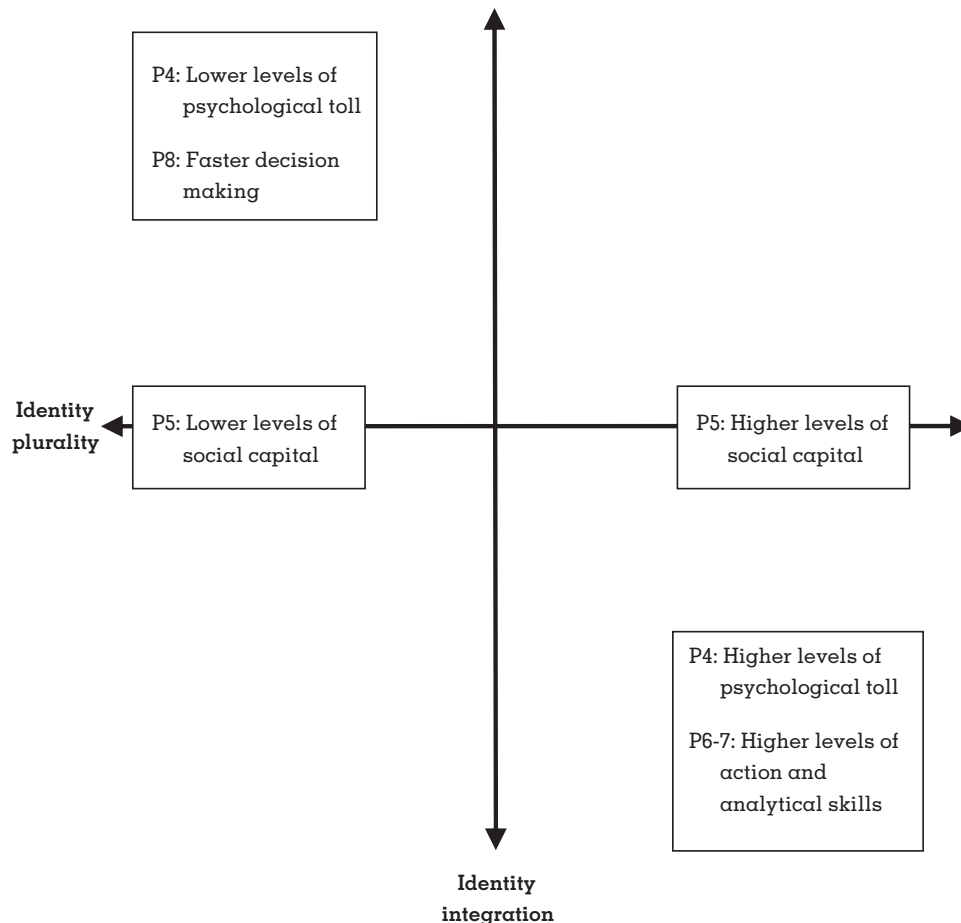 P4: Lower levels of
psychological toll
P8: Faster decision
making
Identity
plurality
P5: Lower levels of
social capital
P5: Higher levels of
social capital
P4: Higher levels of
psychological toll
P6-7: Higher levels of
action and
analytical skills
Identity
integration